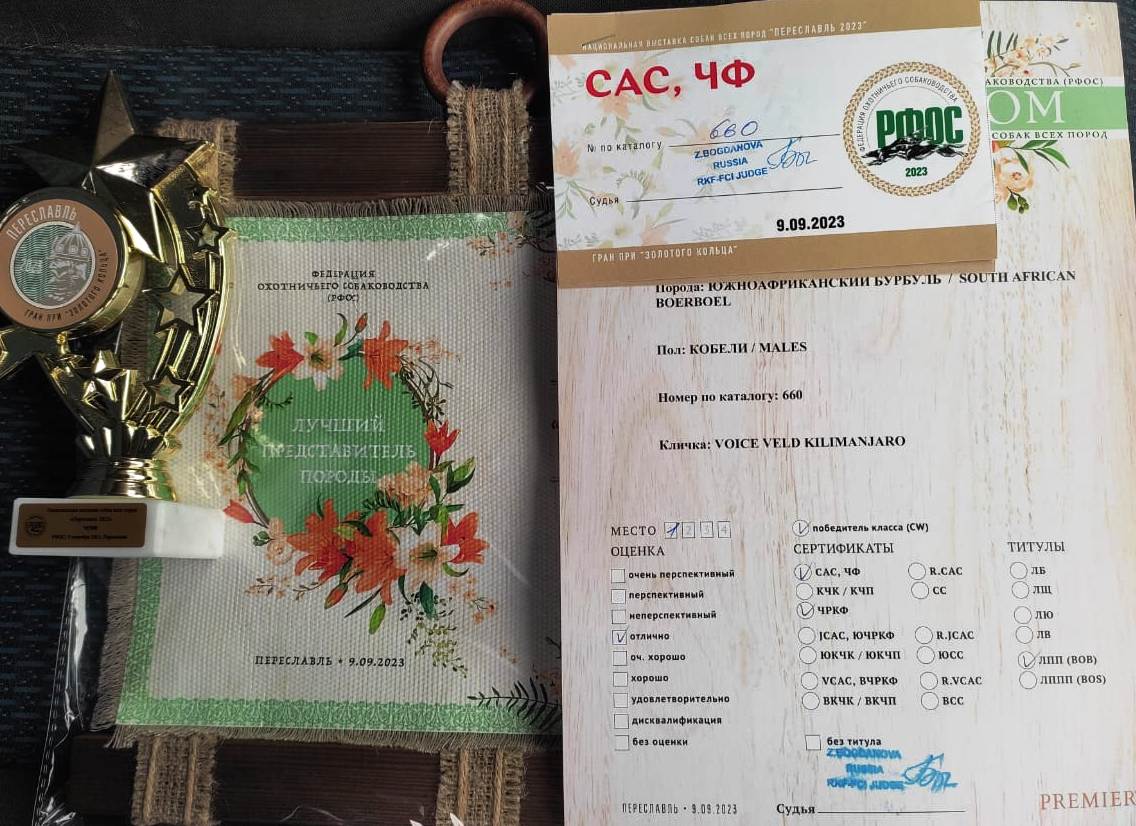 ПЕРЕСЛАВЛЬ
2023
ГРАН ПРИ "ЗОЛОТОГО КОЛЬЦА"
ФЕДЕРАЦИЯ
ОХОТНИЧЬЕГО СОБАКОВОДСТВА
(РФОС)
ЛУЧШИЙ
ПРЕДСТАВИТЕЛЬ
ПОРОДЫ
ПЕРЕСЛАВЛЬ • 9.09.2023
НАЦИОНАЛЬНАЯ ВЫСТАВКА СОБАК ВСЕХ ПОРОД "ПЕРЕСЛАВЛЬ 2023"
САС, ЧФ
№ по каталогу 660
Z.BOGDANOVA
RUSSIA
RKF-FCI JUDGE
Судья
9.09.2023
ГРАН ПРИ "ЗОЛОТОГО КОЛЬЦА"
ФЕДЕРАЦИЯ ОХОТНИЧЬЕГО СОБАКОВОДСТВА
РФОС
2023
АКОВОДСТВА (РФОС)
ОМ
СОБАК ВСЕХ ПОРОД
Порода: ЮЖНОАФРИКАНСКИЙ БУРБУЛЬ / SOUTH AFRICAN
BOERBOEL
Пол: КОБЕЛИ / MALES
Номер по каталогу: 660
Кличка: VOICE VELD KILIMANJARO
МЕСТО 1 2 3 4
ОЦЕНКА
очень перспективный
перспективный
неперспективный
отлично
оч. хорошо
хорошо
удовлетворительно
дисквалификация
без оценки
победитель класса (CW)
СЕРТИФИКАТЫ
САС, ЧФ
R.CAC
КЧК / КЧП
СС
ЧРКФ
JCAC, ЮЧРКФ
R.JCAC
ЮКЧК / ЮКЧП
ЮСС
VCAC, ВЧРКФ
R.VCAC
ВКЧК / ВКЧП
ВСС
без титула
ТИТУЛЫ
ЛБ
ЛЩ
ЛЮ
ЛВ
ЛПП (BOB)
ЛППП (BOS)
Z.BOGDANOVA
RUSSIA
RKF-FCI JUDGE
ПЕРЕСЛАВЛЬ • 9.09.2023
Судья
PREMIER